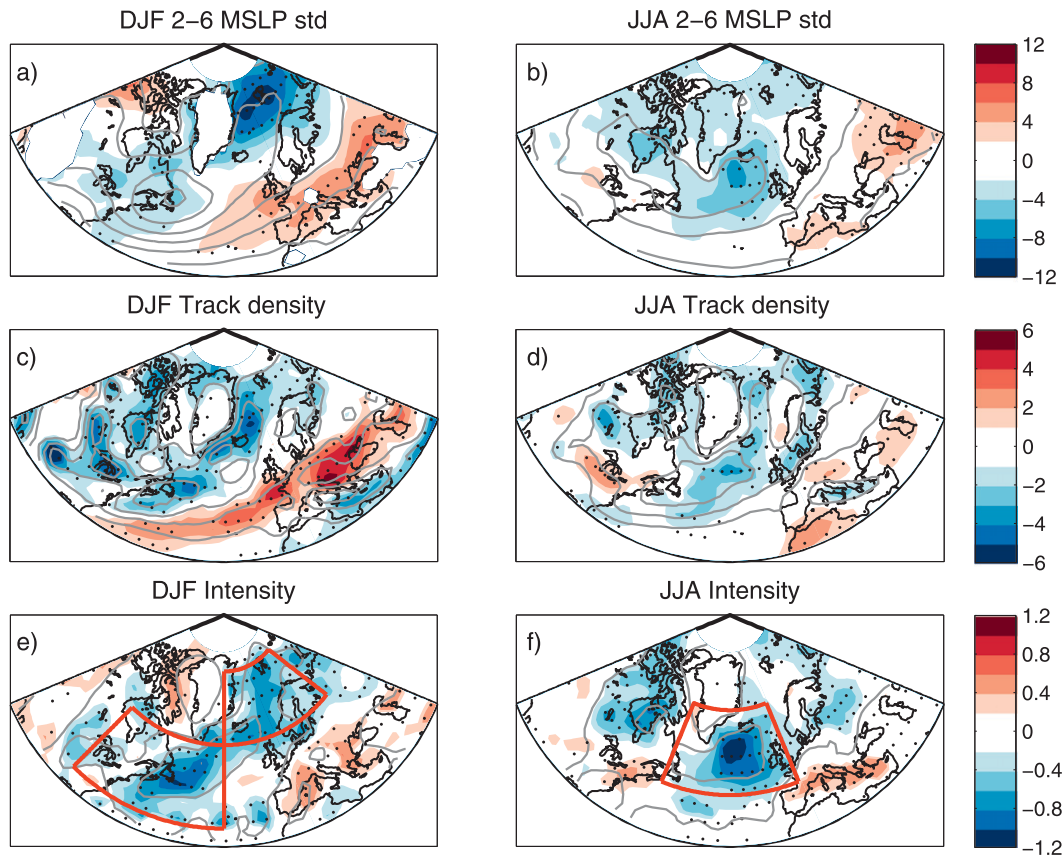 DJF 2−6 MSLP std
JJA 2−6 MSLP std
a)
b)
12
8
4
0
−4
−8
−12
DJF Track density
JJA Track density
c)
d)
6
4
2
0
−2
−4
−6
DJF Intensity
JJA Intensity
e)
f)
1.2
0.8
0.4
0
−0.4
−0.8
−1.2